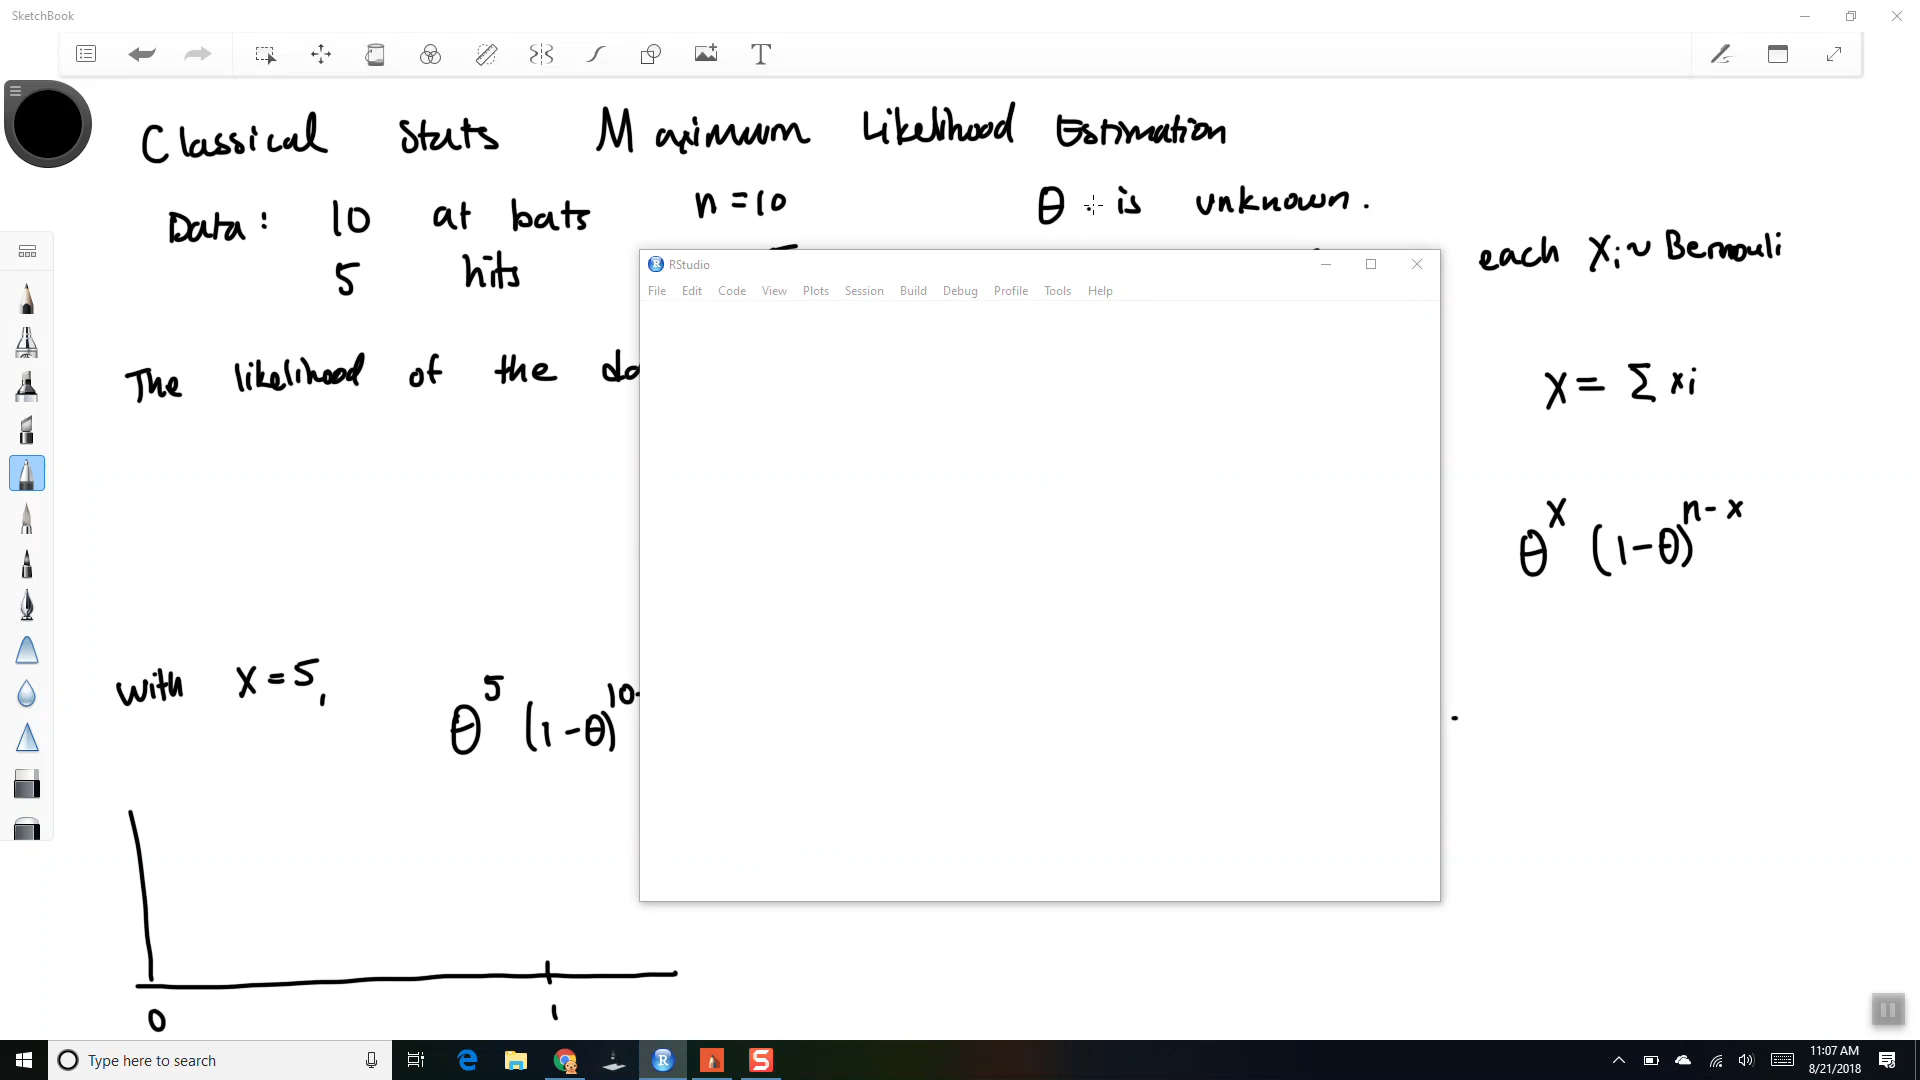 SketchBook
Classical Stats Maximum Likelihood Estimation
Data: 10 at bats n = 10 θ is unknown.
5 hits
each Xi ~ Bernouli
RStudio
File Edit Code View Plots Session Build Debug Profile Tools Help
The likelihood of the da
X = Σ xi
θ^x (1-θ)^n-x
with X = 5,
θ^5 (1-θ)^10-
0 1
Type here to search
11:07 AM
8/21/2018